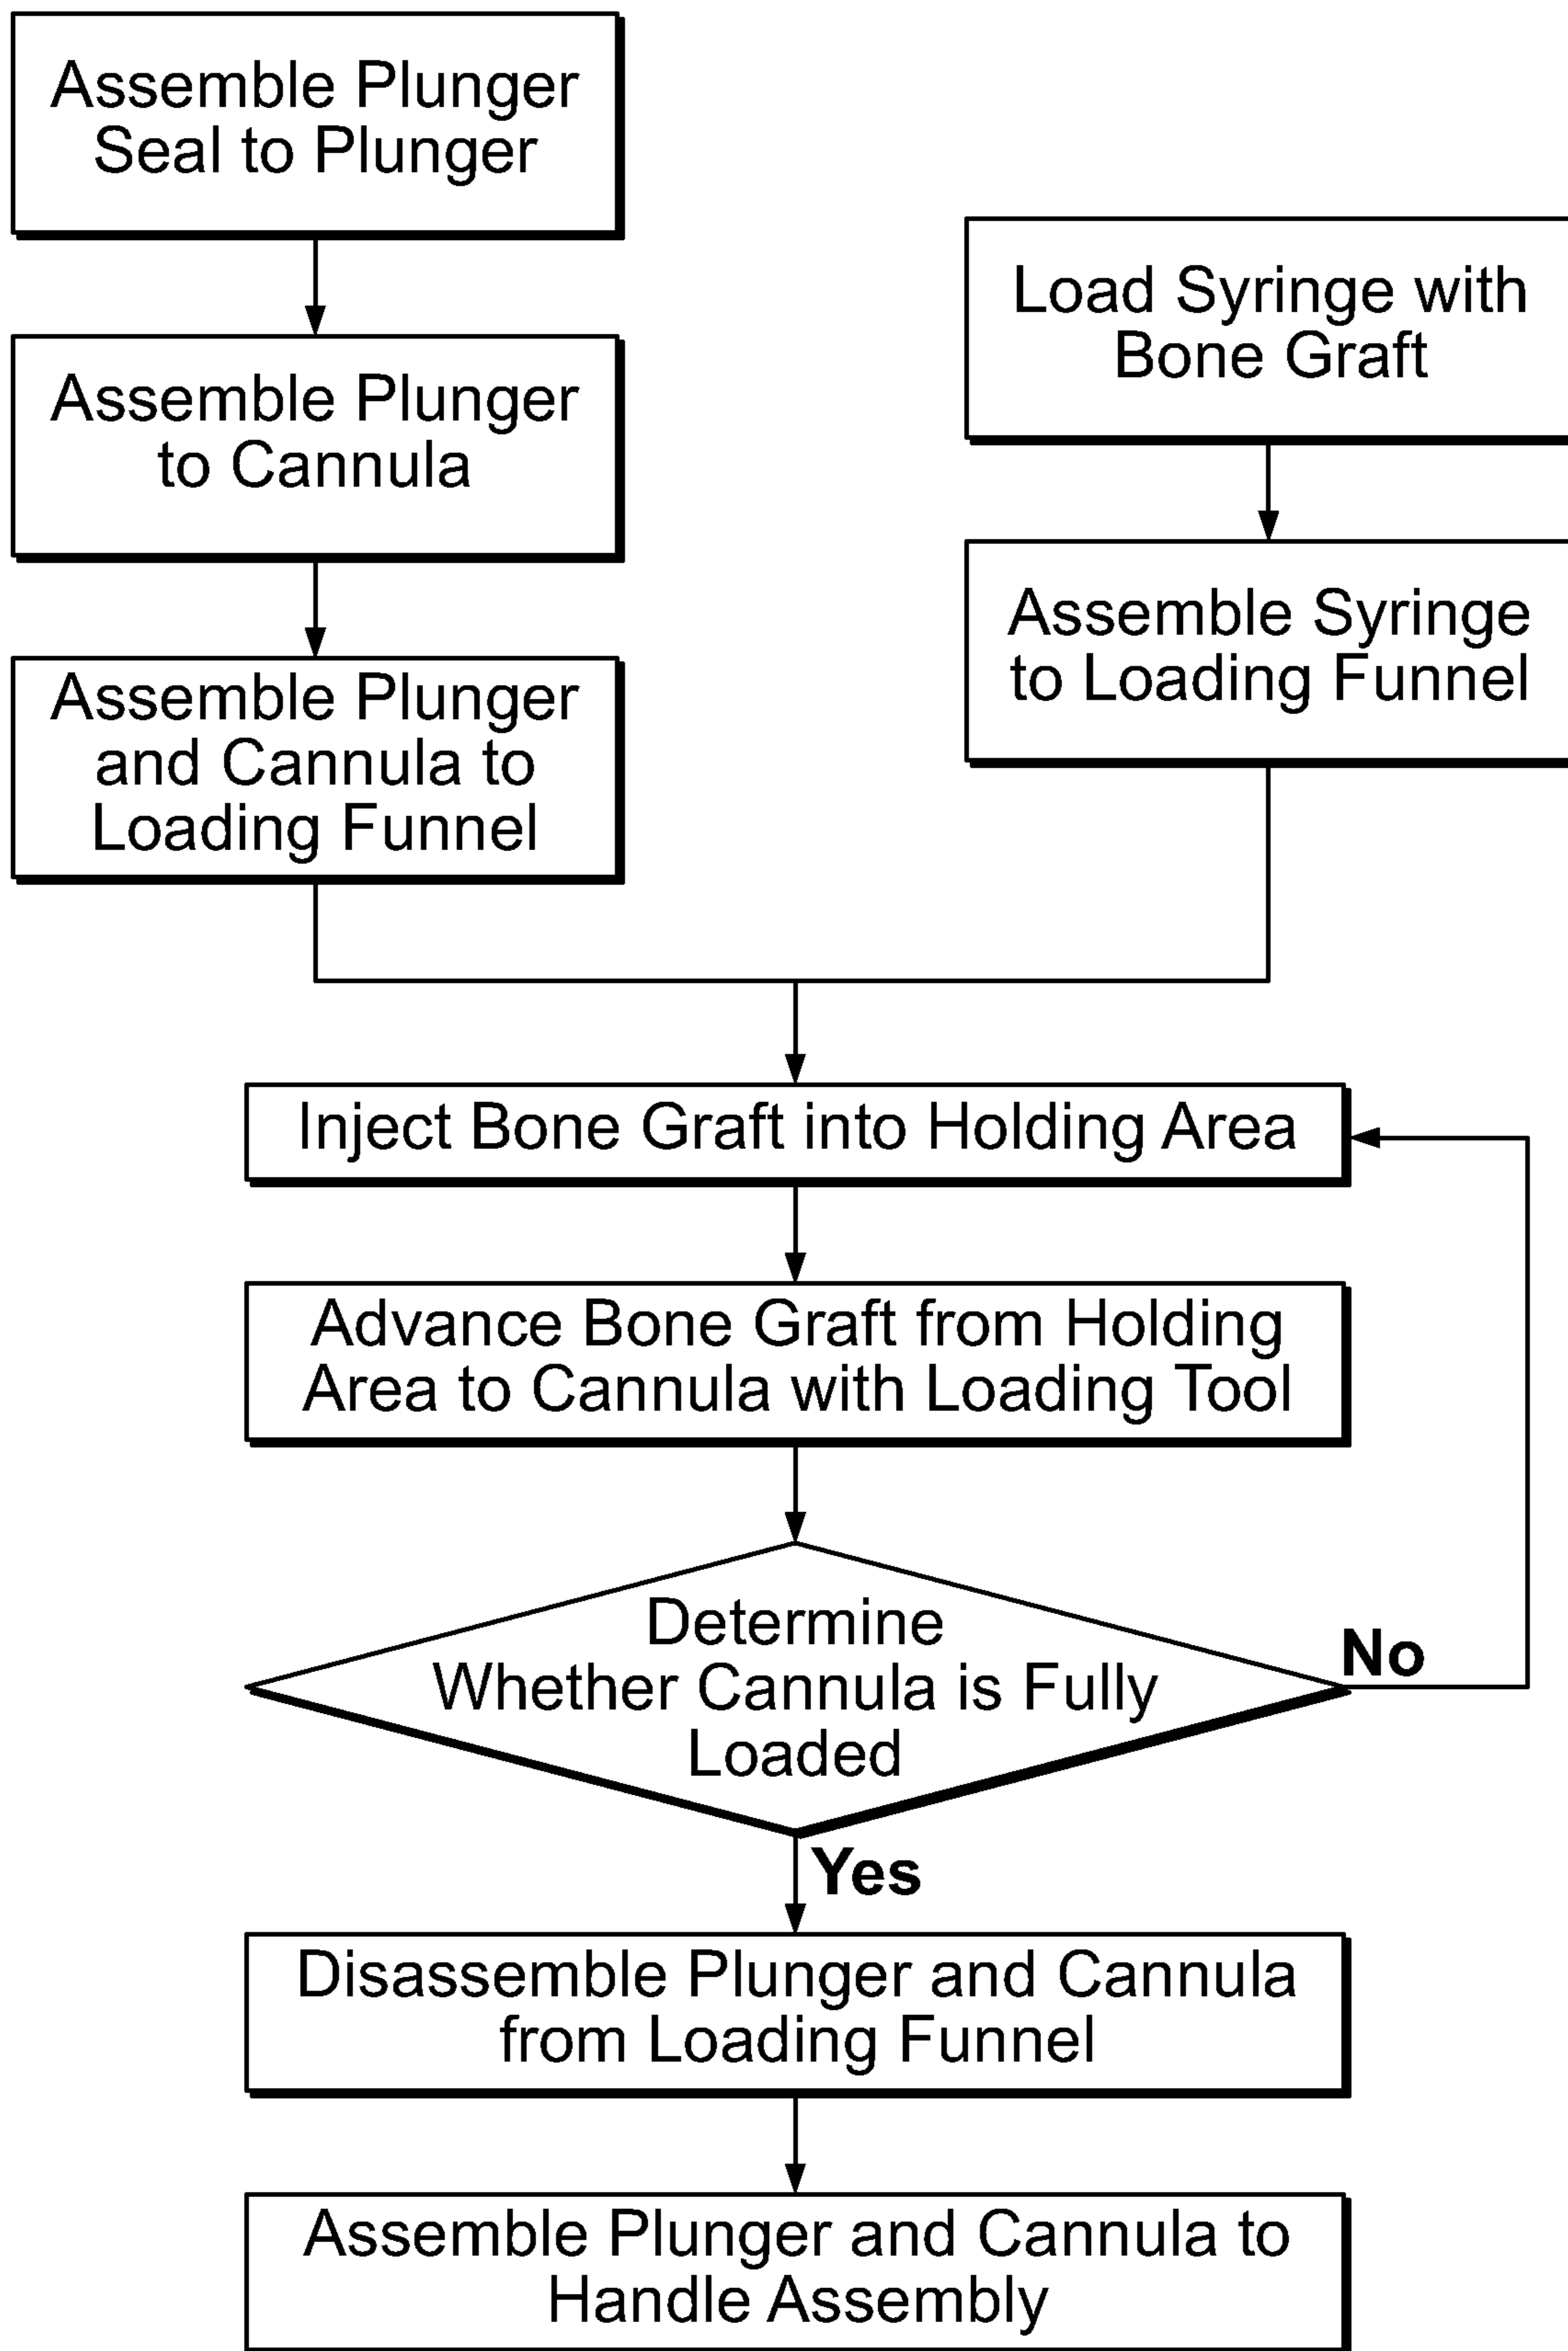 Assemble Plunger
Seal to Plunger
Assemble Plunger
to Cannula
Assemble Plunger
and Cannula to
Loading Funnel
Load Syringe with
Bone Graft
Assemble Syringe
to Loading Funnel
Inject Bone Graft into Holding Area
Advance Bone Graft from Holding
Area to Cannula with Loading Tool
Determine
Whether Cannula is Fully
Loaded
No
Yes
Disassemble Plunger and Cannula
from Loading Funnel
Assemble Plunger and Cannula to
Handle Assembly